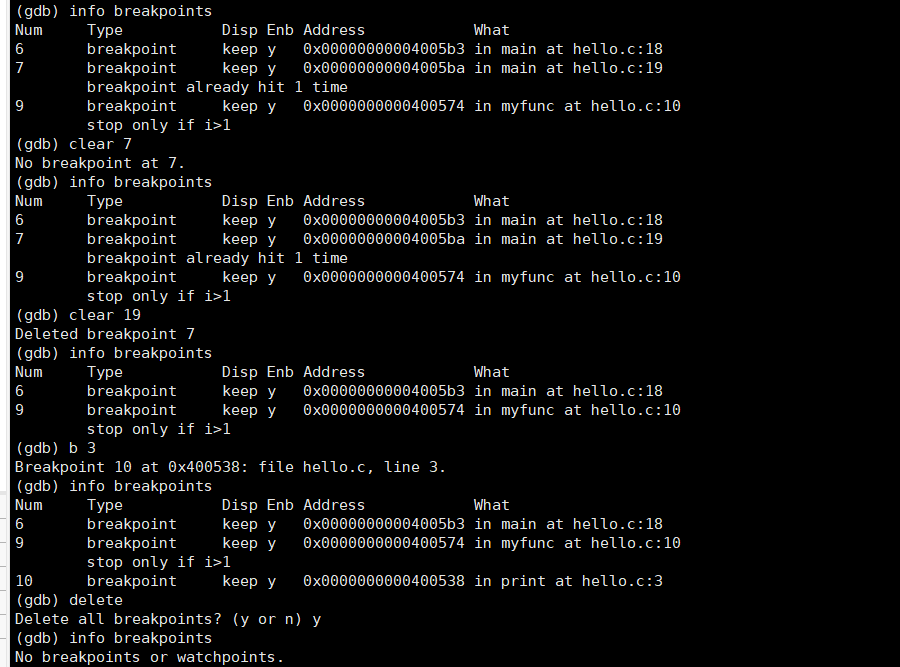 (gdb) info breakpoints
Num     Type           Disp Enb Address            What
6       breakpoint     keep y   0x00000000004005b3 in main at hello.c:18
7       breakpoint     keep y   0x00000000004005ba in main at hello.c:19
        breakpoint already hit 1 time
9       breakpoint     keep y   0x0000000000400574 in myfunc at hello.c:10
        stop only if i>1
(gdb) clear 7
No breakpoint at 7.
(gdb) info breakpoints
Num     Type           Disp Enb Address            What
6       breakpoint     keep y   0x00000000004005b3 in main at hello.c:18
7       breakpoint     keep y   0x00000000004005ba in main at hello.c:19
        breakpoint already hit 1 time
9       breakpoint     keep y   0x0000000000400574 in myfunc at hello.c:10
        stop only if i>1
(gdb) clear 19
Deleted breakpoint 7
(gdb) info breakpoints
Num     Type           Disp Enb Address            What
6       breakpoint     keep y   0x00000000004005b3 in main at hello.c:18
9       breakpoint     keep y   0x0000000000400574 in myfunc at hello.c:10
        stop only if i>1
(gdb) b 3
Breakpoint 10 at 0x400538: file hello.c, line 3.
(gdb) info breakpoints
Num     Type           Disp Enb Address            What
6       breakpoint     keep y   0x00000000004005b3 in main at hello.c:18
9       breakpoint     keep y   0x0000000000400574 in myfunc at hello.c:10
        stop only if i>1
10      breakpoint     keep y   0x0000000000400538 in print at hello.c:3
(gdb) delete
Delete all breakpoints? (y or n) y
(gdb) info breakpoints
No breakpoints or watchpoints.